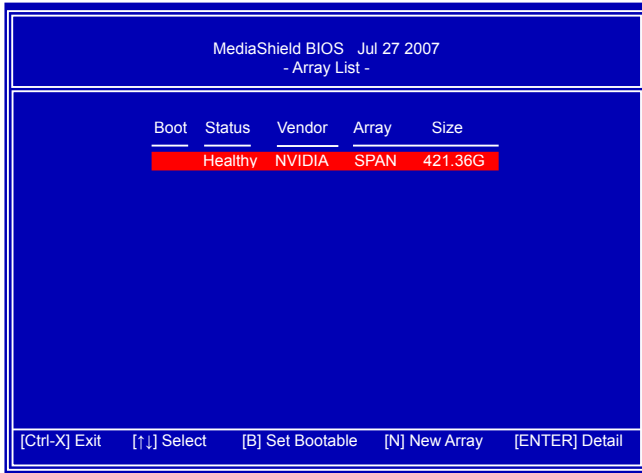 MediaShield BIOS Jul 27 2007
- Array List -
Boot Status Vendor Array Size
Healthy NVIDIA SPAN 421.36G
[Ctrl-X] Exit [↑↓] Select [B] Set Bootable [N] New Array [ENTER] Detail